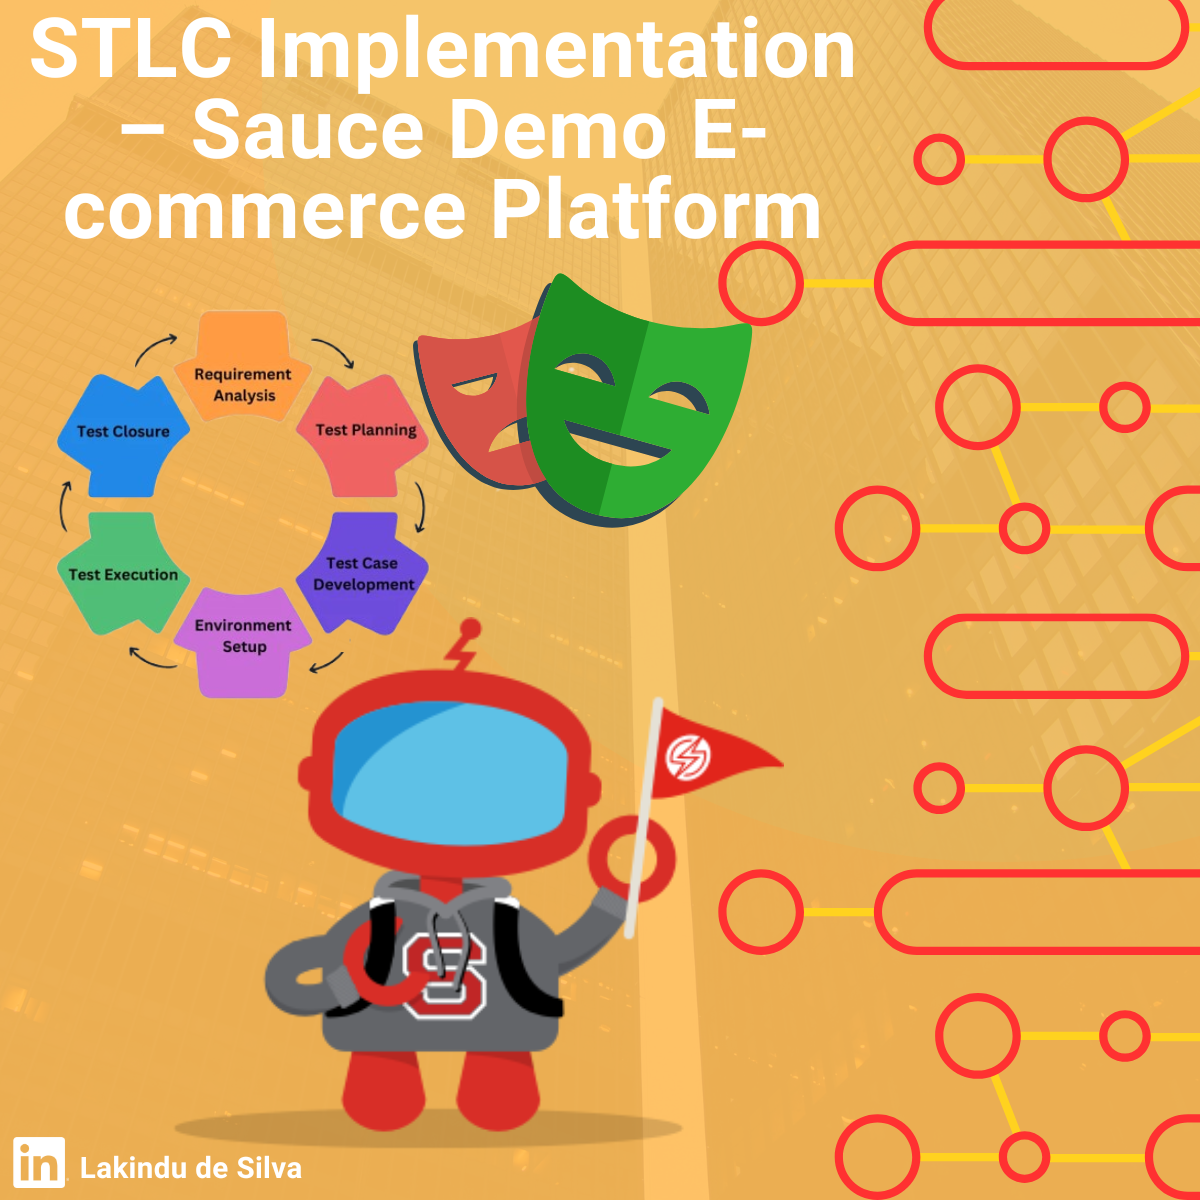 STLC Implementation
– Sauce Demo E-
commerce Platform
Requirement
Analysis
Test Planning
Test Case
Development
Environment
Setup
Test Execution
Test Closure
S
in
Lakindu de Silva